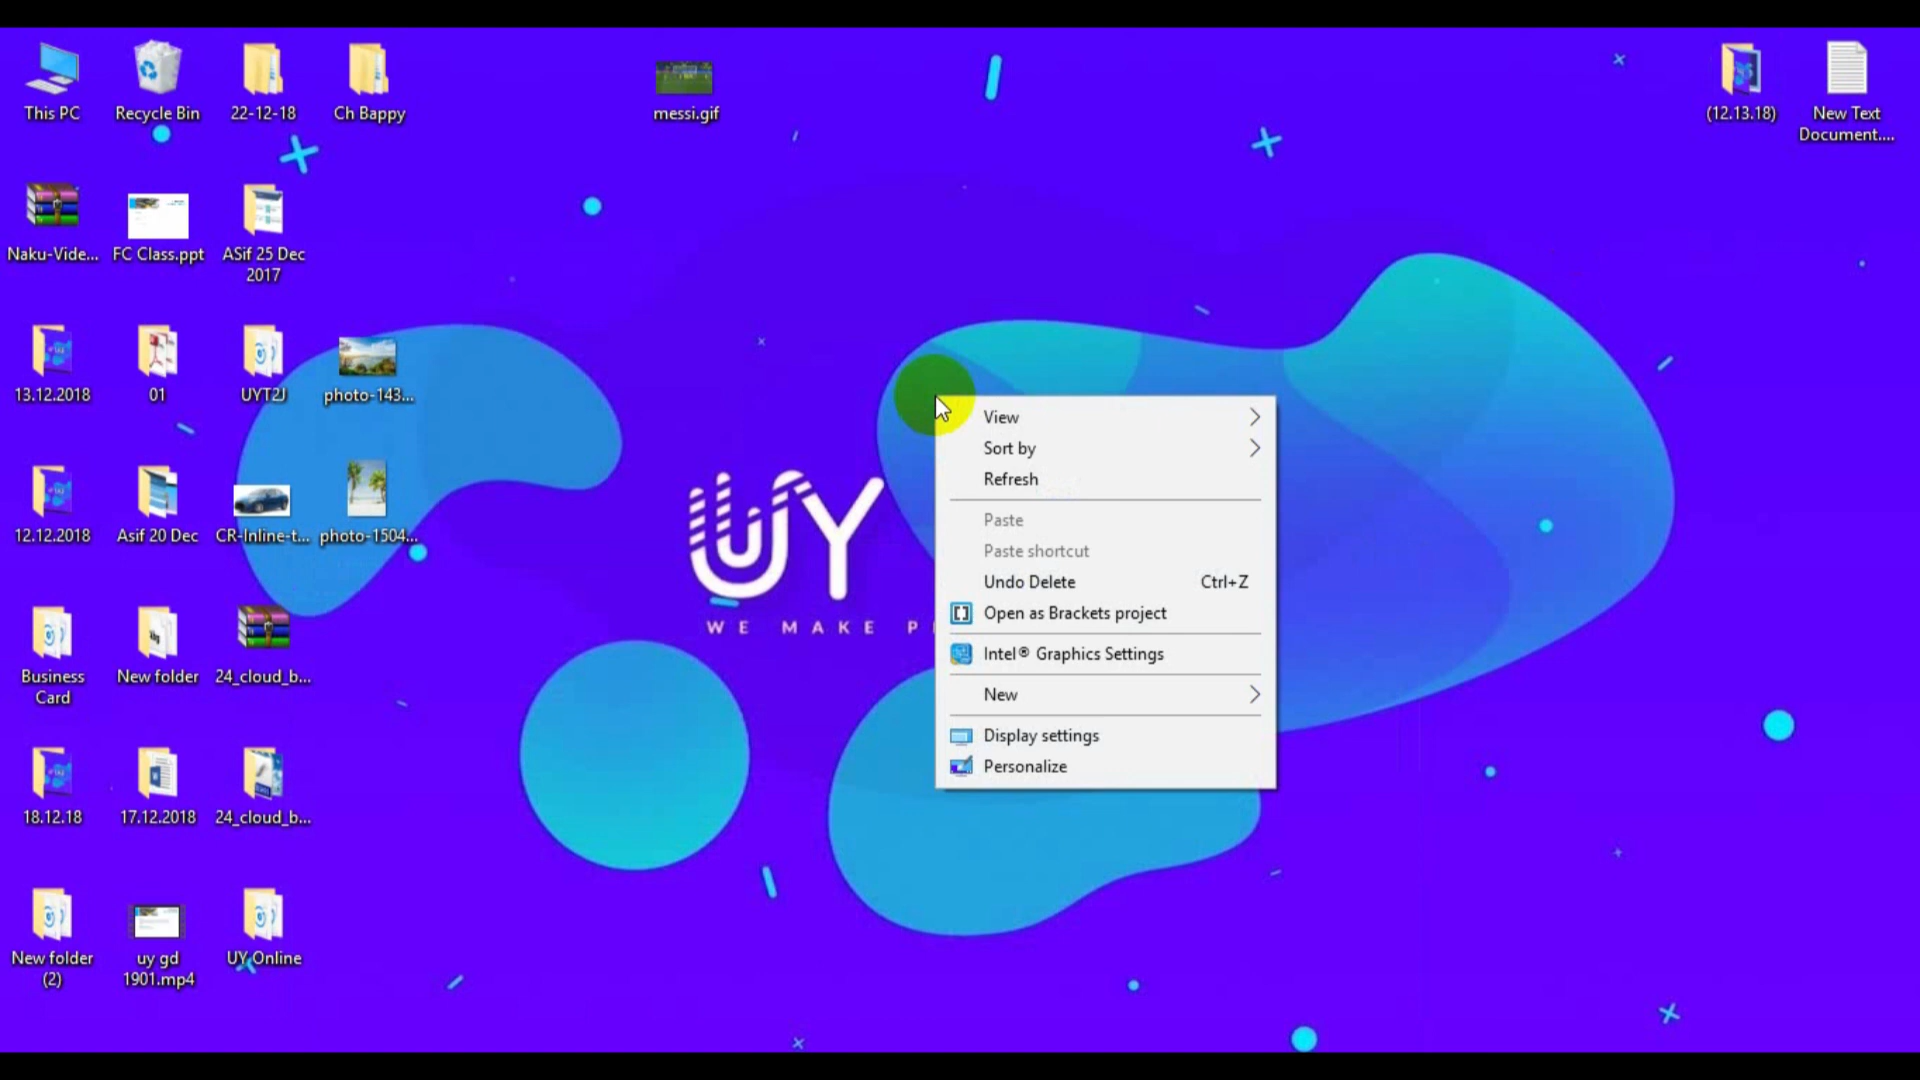 This PC
Recycle Bin
22-12-18
Ch Bappy
messi.gif
(12.13.18)
New Text
Document....
Naku-Vide...
FC Class.ppt
ASif 25 Dec
2017
13.12.2018
01
UYT2J
photo-143...
12.12.2018
Asif 20 Dec
CR-Inline-t...
photo-1504...
Business
Card
New folder
24_cloud_b...
18.12.18
17.12.2018
24_cloud_b...
New folder
(2)
uy gd
1901.mp4
UY Online
UY
WE MAKE P
View
Sort by
Refresh
Paste
Paste shortcut
Undo Delete Ctrl+Z
Open as Brackets project
Intel® Graphics Settings
New
Display settings
Personalize